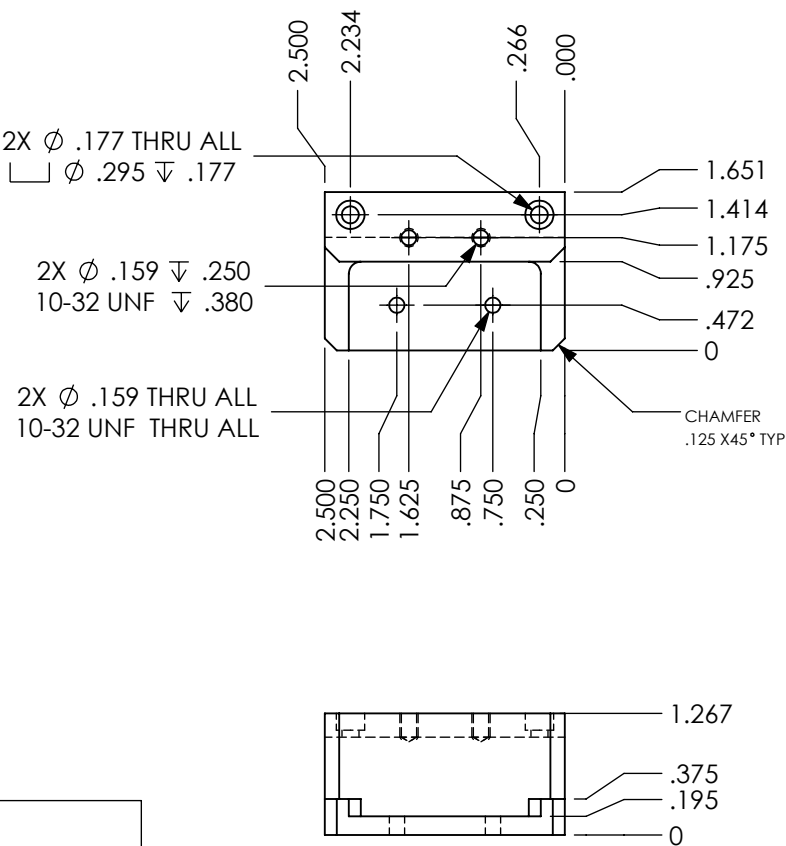 2.500
2.234
.266
.000
2X ∅ .177 THRU ALL
⌴ ∅ .295 ↧ .177
1.651
1.414
1.175
.925
.472
0
2X ∅ .159 ↧ .250
10-32 UNF ↧ .380
2X ∅ .159 THRU ALL
10-32 UNF THRU ALL
CHAMFER
.125 X45° TYP
2.500
2.250
1.750
1.625
.875
.750
.250
0
1.267
.375
.195
0